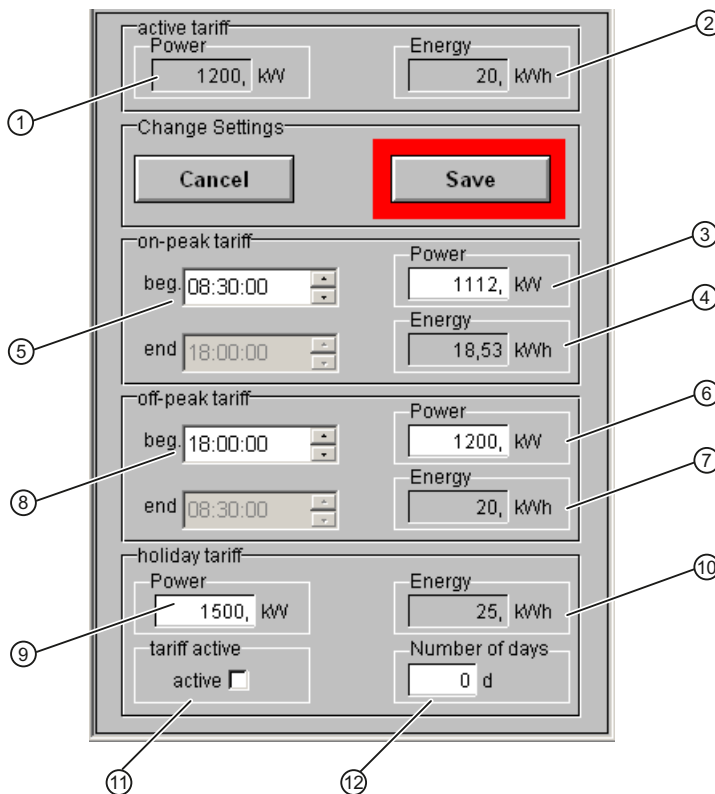 active tariff
Power Energy
1200, kW 20, kWh
Change Settings
Cancel Save
on-peak tariff
Power
beg. 08:30:00 1112, kW
Energy
end 18:00:00 18,53 kWh
off-peak tariff
Power
beg. 18:00:00 1200, kW
Energy
end 08:30:00 20, kWh
holiday tariff
Power Energy
1500, kW 25, kWh
tariff active Number of days
active 0 d
1
2
3
4
5
6
7
8
9
10
11
12